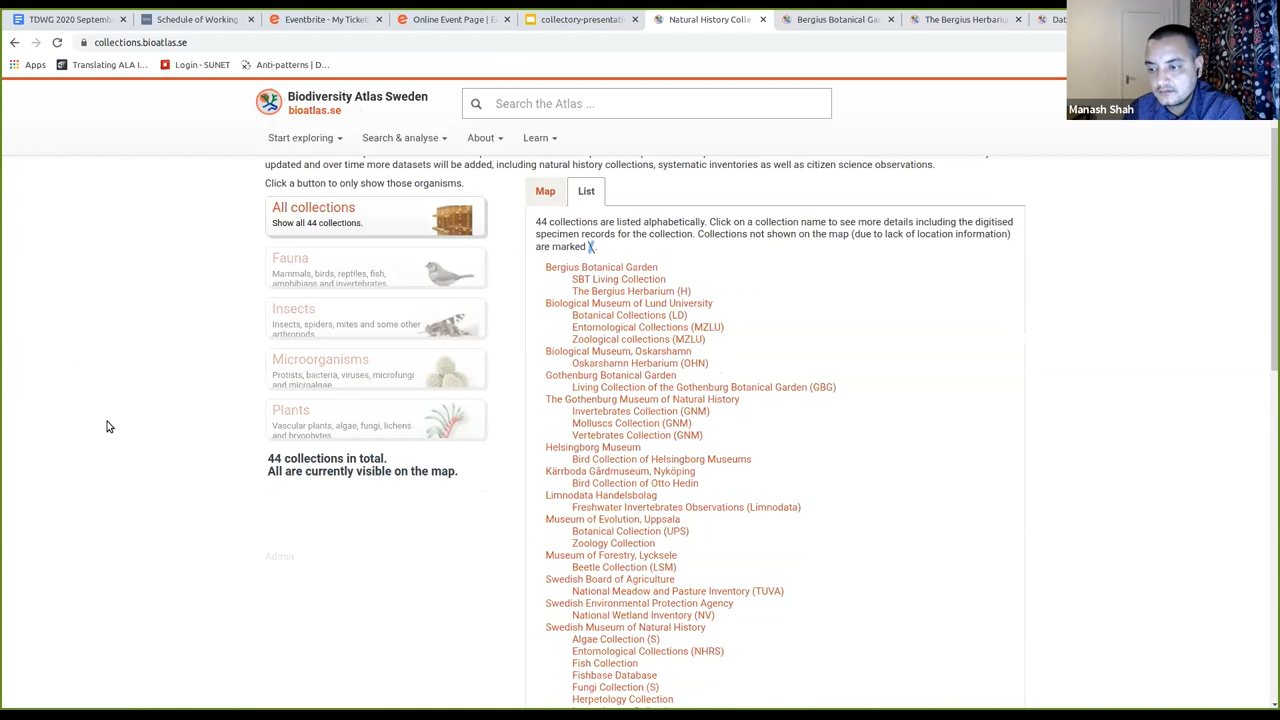 TDWG 2020 Septemb
Schedule of Working
Eventbrite - My Ticket
Online Event Page | E
collectory-presentati
Natural History Colle
Bergius Botanical Gar
The Bergius Herbariu
Dat
collections.bioatlas.se
Apps
Translating ALA I...
Login - SUNET
Anti-patterns | D...
Manash Shah
Biodiversity Atlas Sweden
bioatlas.se
Search the Atlas ...
Start exploring
Search & analyse
About
Learn
updated and over time more datasets will be added, including natural history collections, systematic inventories as well as citizen science observations.
Click a button to only show those organisms.
All collections
Show all 44 collections.
Fauna
Mammals, birds, reptiles, fish,
amphibians and invertebrates.
Insects
Insects, spiders, mites and some other
arthropods.
Microorganisms
Protists, bacteria, viruses, microfungi
and microalgae
Plants
Vascular plants, algae, fungi, lichens
and bryophytes
44 collections in total.
All are currently visible on the map.
Admin
Map
List
44 collections are listed alphabetically. Click on a collection name to see more details including the digitised
specimen records for the collection. Collections not shown on the map (due to lack of location information)
are marked .
Bergius Botanical Garden
SBT Living Collection
The Bergius Herbarium (H)
Biological Museum of Lund University
Botanical Collections (LD)
Entomological Collections (MZLU)
Zoological collections (MZLU)
Biological Museum, Oskarshamn
Oskarshamn Herbarium (OHN)
Gothenburg Botanical Garden
Living Collection of the Gothenburg Botanical Garden (GBG)
The Gothenburg Museum of Natural History
Invertebrates Collection (GNM)
Molluscs Collection (GNM)
Vertebrates Collection (GNM)
Helsingborg Museum
Bird Collection of Helsingborg Museums
Kärrboda Gårdmuseum, Nyköping
Bird Collection of Otto Hedin
Limnodata Handelsbolag
Freshwater Invertebrates Observations (Limnodata)
Museum of Evolution, Uppsala
Botanical Collection (UPS)
Zoology Collection
Museum of Forestry, Lycksele
Beetle Collection (LSM)
Swedish Board of Agriculture
National Meadow and Pasture Inventory (TUVA)
Swedish Environmental Protection Agency
National Wetland Inventory (NV)
Swedish Museum of Natural History
Algae Collection (S)
Entomological Collections (NHRS)
Fish Collection
Fishbase Database
Fungi Collection (S)
Herpetology Collection